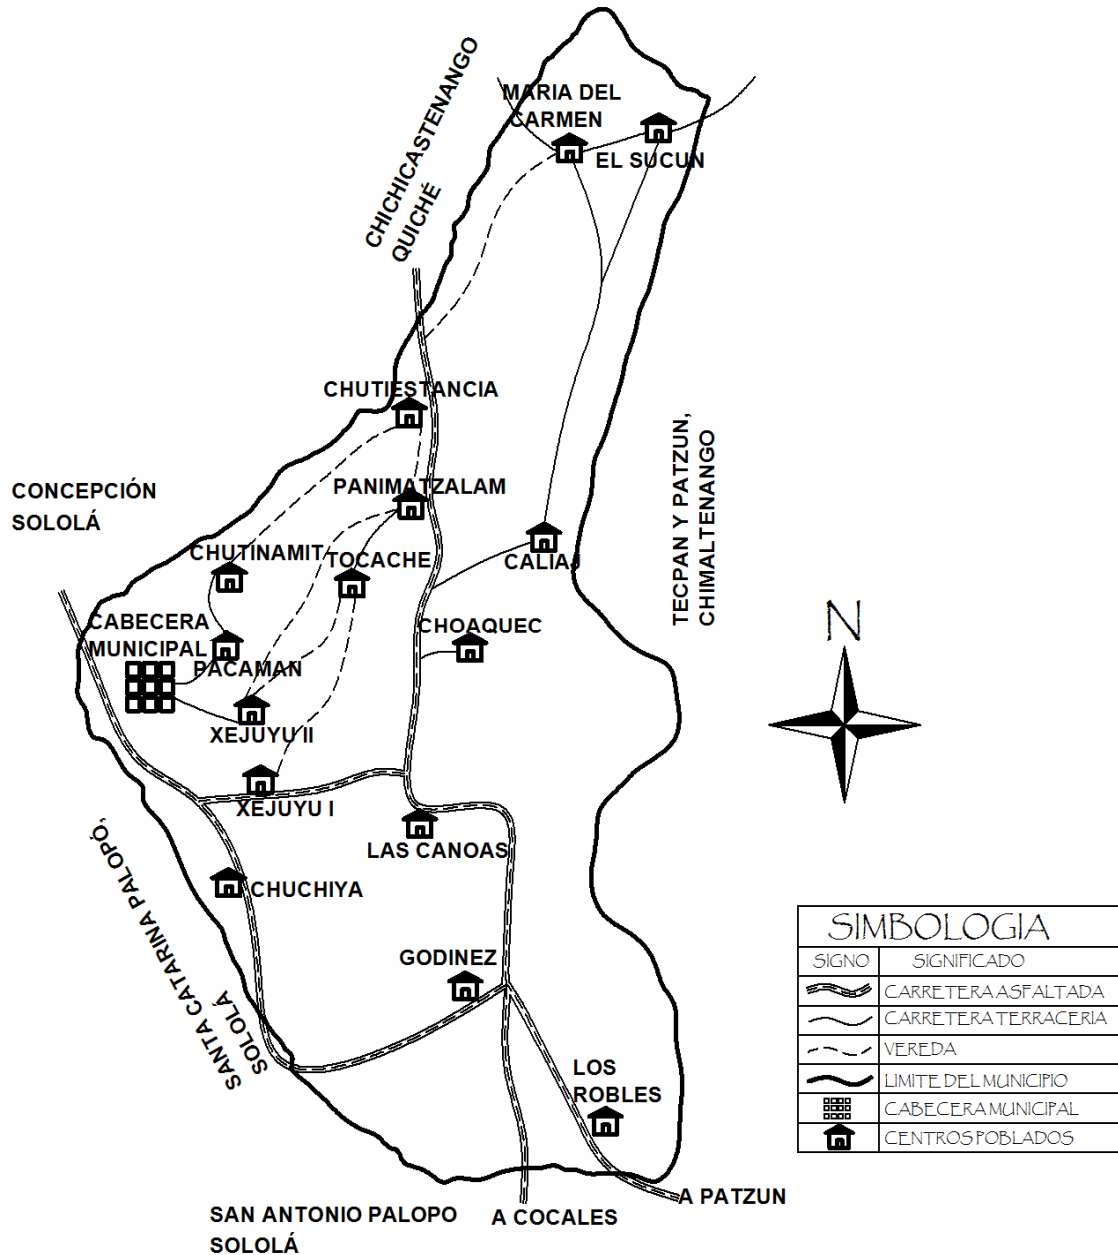 CHICHICASTENANGO
QUICHÉ
MARIA DEL
CARMEN
EL SUCUN
CHUTIESTANCIA
PANIMATZALAM
CONCEPCIÓN
SOLOLÁ
CHUTINAMIT
TOCACHE
CALIAJ
TECPAN Y PATZUN,
CHIMALTENANGO
CABECERA
MUNICIPAL
PACAMAN
CHOAQUEC
N
XEJUYU II
XEJUYU I
LAS CANOAS
CHUCHIYA
SANTA CATARINA PALOPÓ,
SOLOLÁ
GODINEZ
LOS
ROBLES
A PATZUN
A COCALES
SAN ANTONIO PALOPO
SOLOLÁ
SIMBOLOGIA
SIGNO SIGNIFICADO
CARRETERA ASFALTADA
CARRETERA TERRACERIA
VEREDA
LIMITE DEL MUNICIPIO
CABECERA MUNICIPAL
CENTROS POBLADOS